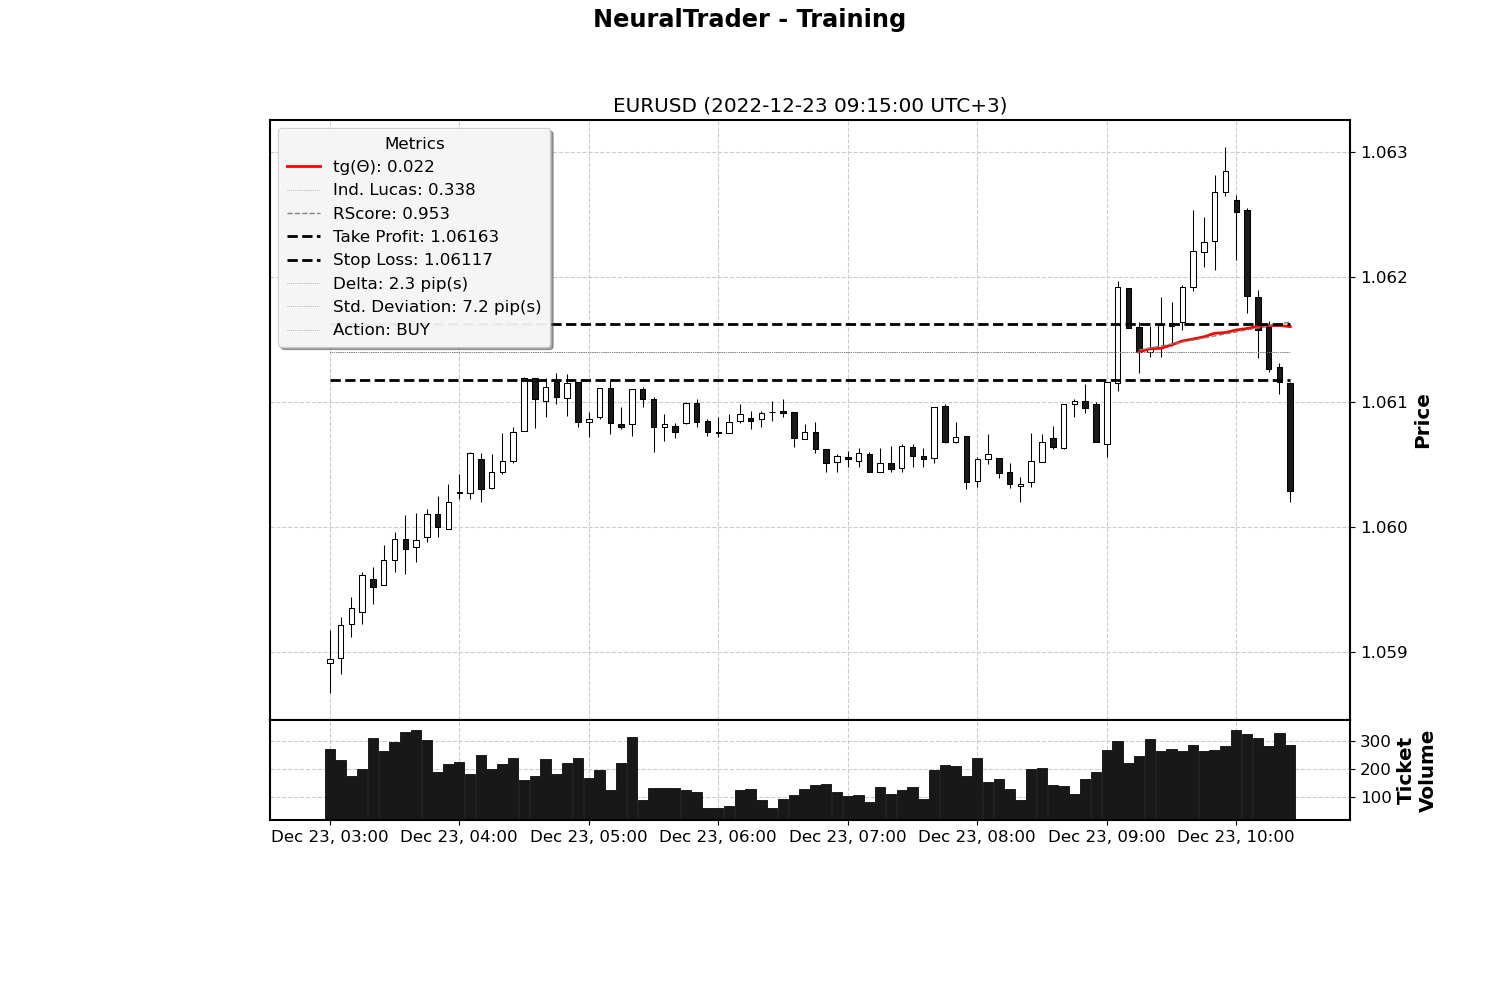 NeuralTrader - Training
EURUSD (2022-12-23 09:15:00 UTC+3)
Metrics
tg(Θ): 0.022
Ind. Lucas: 0.338
RScore: 0.953
Take Profit: 1.06163
Stop Loss: 1.06117
Delta: 2.3 pip(s)
Std. Deviation: 7.2 pip(s)
Action: BUY
1.063
1.062
1.061
1.060
1.059
Price
300
200
100
Ticket
Volume
Dec 23, 03:00 Dec 23, 04:00 Dec 23, 05:00 Dec 23, 06:00 Dec 23, 07:00 Dec 23, 08:00 Dec 23, 09:00 Dec 23, 10:00